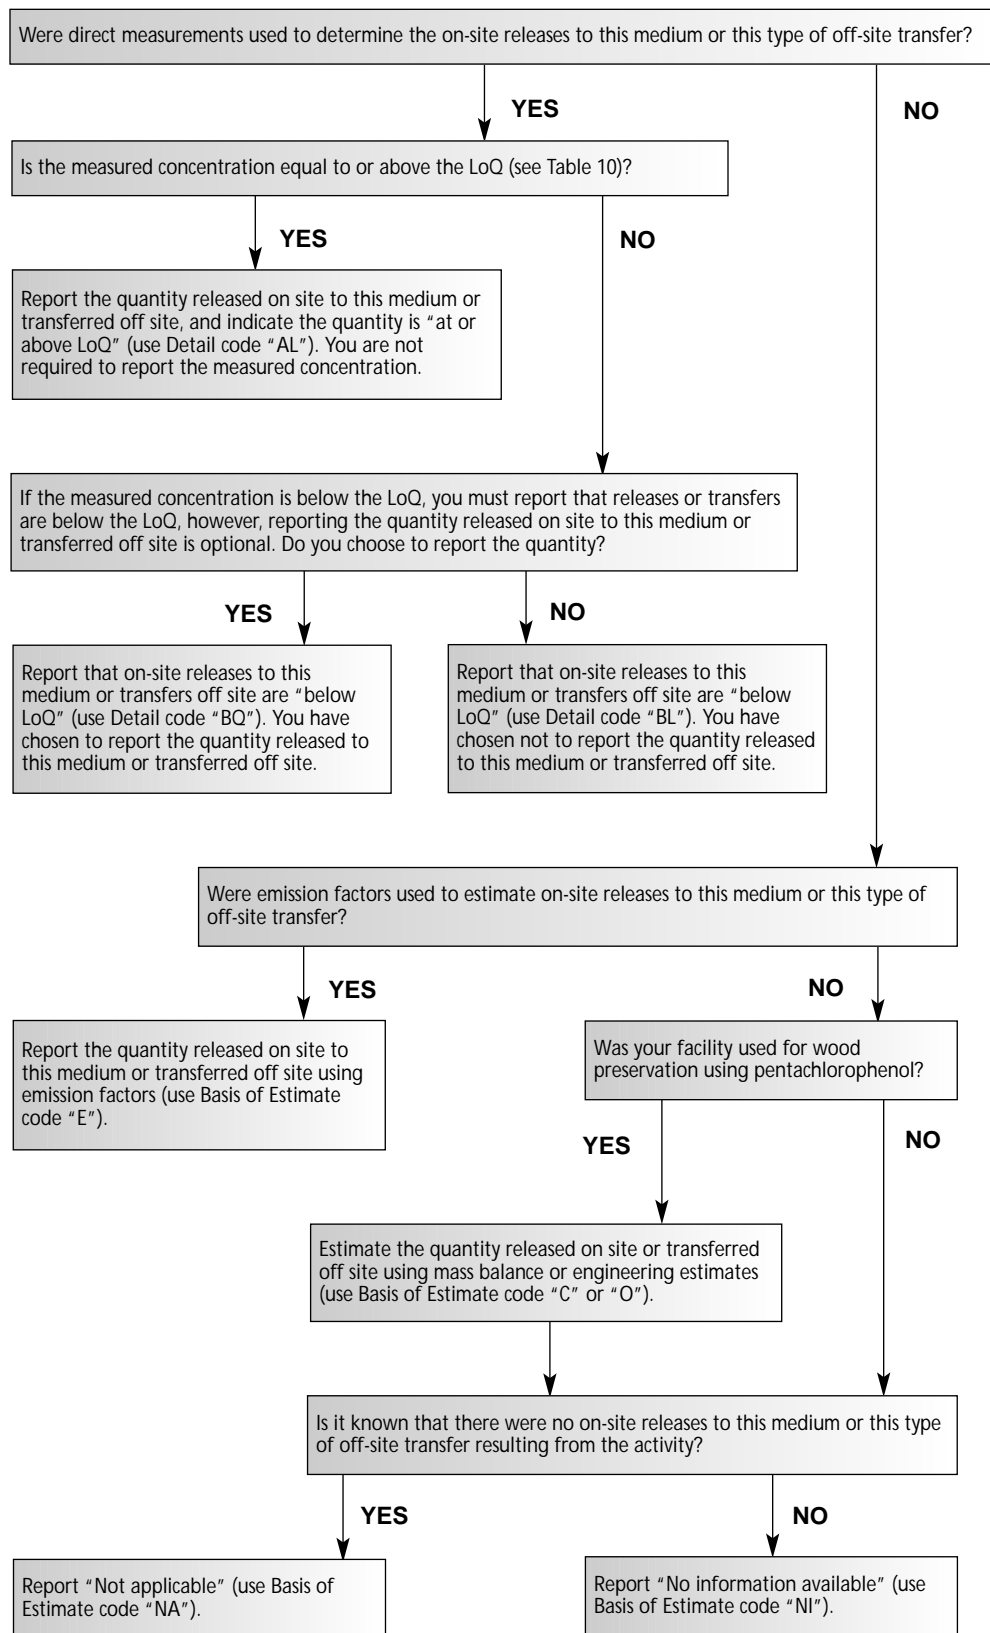 Were direct measurements used to determine the on-site releases to this medium or this type of off-site transfer?
YES
NO
Is the measured concentration equal to or above the LoQ (see Table 10)?
YES
NO
Report the quantity released on site to this medium or
transferred off site, and indicate the quantity is “at or
above LoQ” (use Detail code “AL”). You are not
required to report the measured concentration.
If the measured concentration is below the LoQ, you must report that releases or transfers
are below the LoQ, however, reporting the quantity released on site to this medium or
transferred off site is optional. Do you choose to report the quantity?
YES
NO
Report that on-site releases to this
medium or transfers off site are “below
LoQ” (use Detail code “BQ”). You have
chosen to report the quantity released to
this medium or transferred off site.
Report that on-site releases to this
medium or transfers off site are “below
LoQ” (use Detail code “BL”). You have
chosen not to report the quantity released
to this medium or transferred off site.
Were emission factors used to estimate on-site releases to this medium or this type of
off-site transfer?
YES
NO
Report the quantity released on site to
this medium or transferred off site using
emission factors (use Basis of Estimate
code “E”).
Was your facility used for wood
preservation using pentachlorophenol?
YES
NO
Estimate the quantity released on site or transferred
off site using mass balance or engineering estimates
(use Basis of Estimate code “C” or “O”).
Is it known that there were no on-site releases to this medium or this type
of off-site transfer resulting from the activity?
YES
NO
Report “Not applicable” (use Basis of
Estimate code “NA”).
Report “No information available” (use
Basis of Estimate code “NI”).